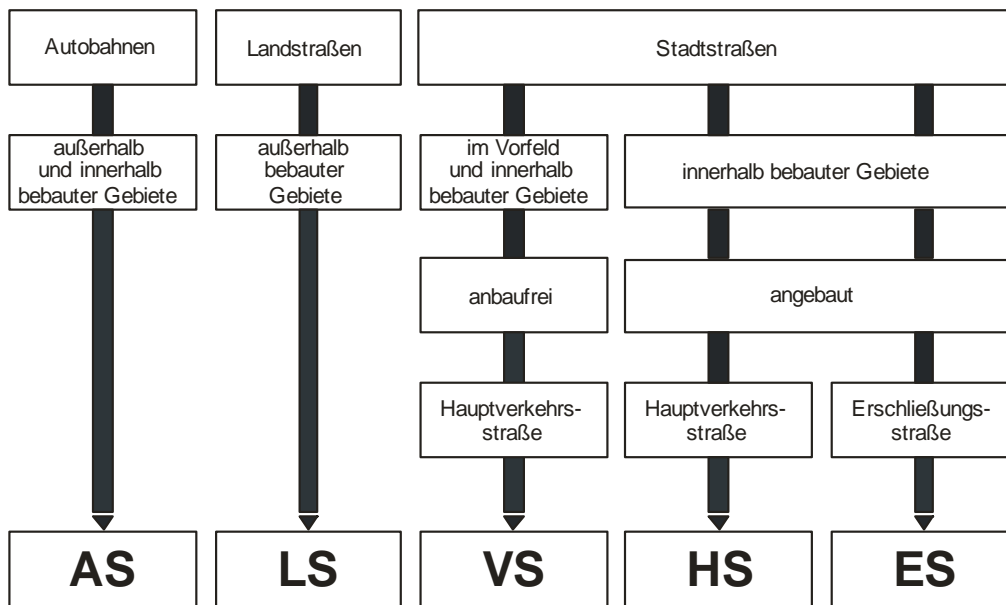 Autobahnen
Landstraßen
Stadtstraßen
außerhalb
und innerhalb
bebauter Gebiete
außerhalb
bebauter
Gebiete
im Vorfeld
und innerhalb
bebauter Gebiete
innerhalb bebauter Gebiete
anbaufrei
angebaut
Hauptverkehrs-
straße
Hauptverkehrs-
straße
Erschließungs-
straße
AS
LS
VS
HS
ES